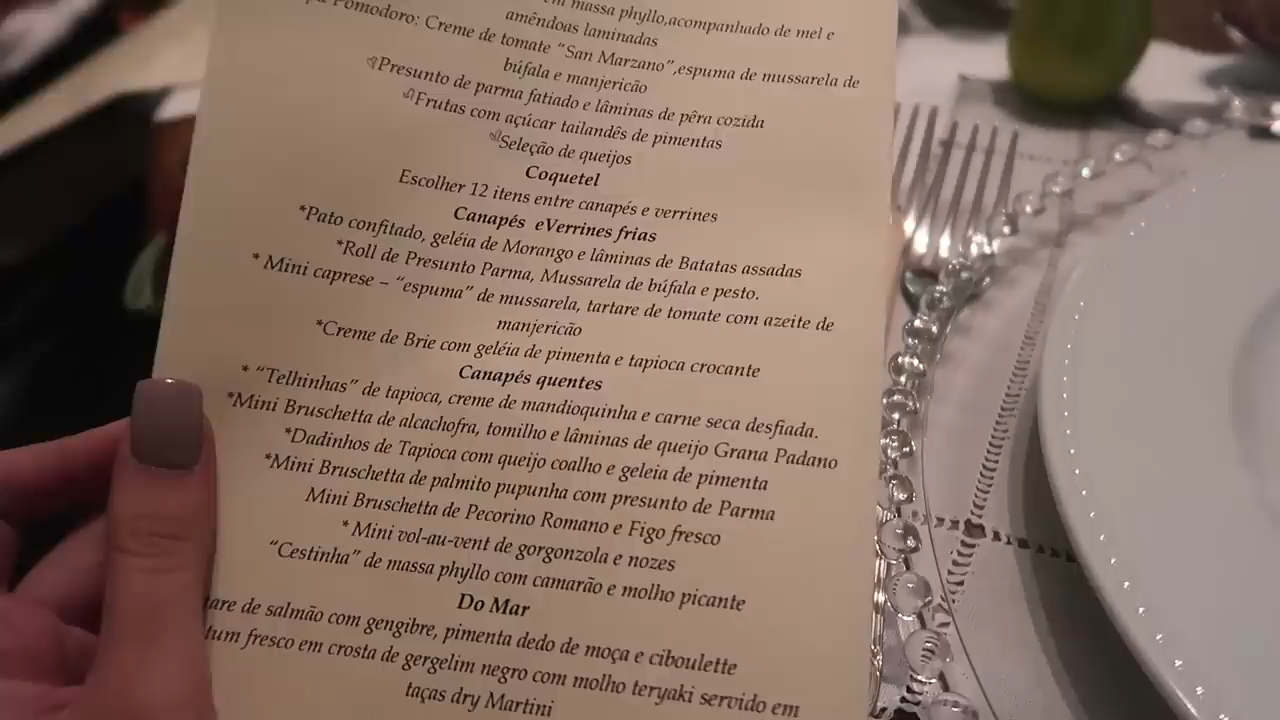 em massa phyllo,acompanhado de mel e
amêndoas laminadas
Pomodoro: Creme de tomate “San Marzano”,espuma de mussarela de
búfala e manjericão
Presunto de parma fatiado e lâminas de pêra cozida
Frutas com açúcar tailandês de pimentas
Seleção de queijos
Coquetel
Escolher 12 itens entre canapés e verrines
Canapés eVerrines frias
*Pato confitado, geléia de Morango e lâminas de Batatas assadas
*Roll de Presunto Parma, Mussarela de búfala e pesto.
* Mini caprese – “espuma” de mussarela, tartare de tomate com azeite de
manjericão
*Creme de Brie com geléia de pimenta e tapioca crocante
Canapés quentes
* “Telhinhas” de tapioca, creme de mandioquinha e carne seca desfiada.
*Mini Bruschetta de alcachofra, tomilho e lâminas de queijo Grana Padano
*Dadinhos de Tapioca com queijo coalho e geleia de pimenta
*Mini Bruschetta de palmito pupunha com presunto de Parma
Mini Bruschetta de Pecorino Romano e Figo fresco
* Mini vol-au-vent de gorgonzola e nozes
“Cestinha” de massa phyllo com camarão e molho picante
Do Mar
de salmão com gengibre, pimenta dedo de moça e ciboulette
fresco em crosta de gergelim negro com molho teryaki servido em
taças dry Martini